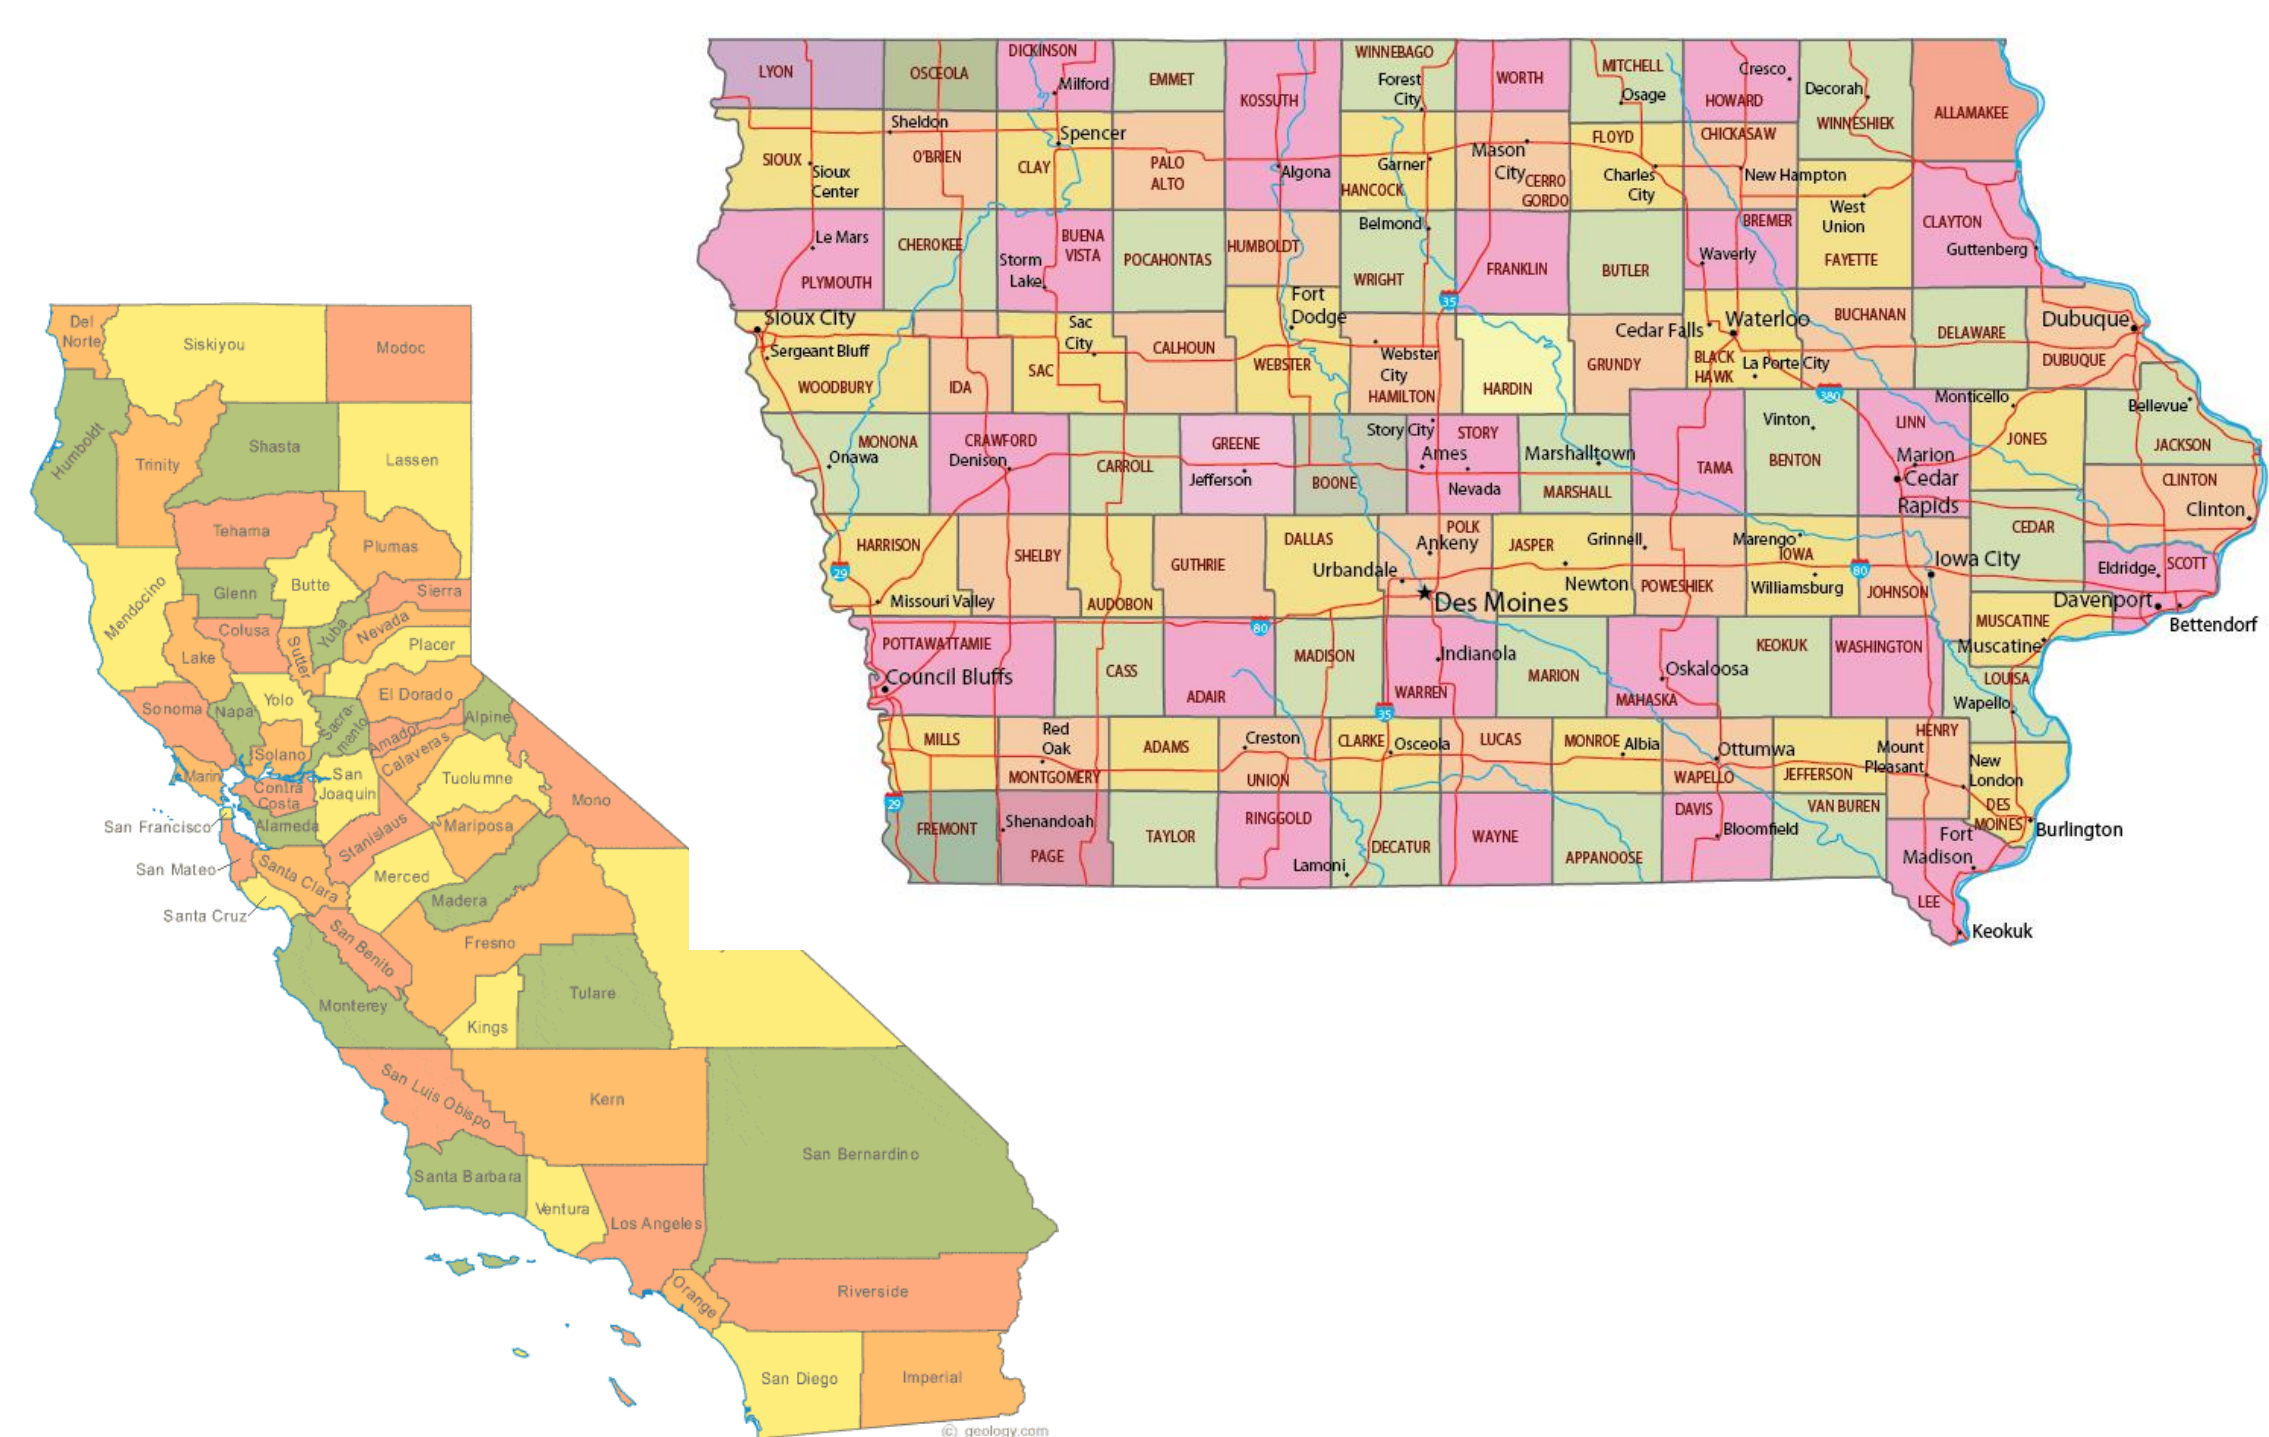 Del
Norte
Siskiyou
Modoc
Humboldt
Trinity
Shasta
Lassen
Tehama
Plumas
Mendocino
Glenn
Butte
Sierra
Colusa
Sutter
Yuba
Nevada
Placer
Lake
Sonoma
Napa
Yolo
Sacra-
mento
El Dorado
Alpine
Amador
Calaveras
Solano
Marin
Contra
Costa
San
Joaquin
Tuolumne
Mono
San Francisco
Alameda
Stanislaus
Mariposa
San Mateo
Santa Clara
Merced
Madera
Santa Cruz
San Benito
Fresno
Monterey
Kings
Tulare
San Luis Obispo
Kern
San Bernardino
Santa Barbara
Ventura
Los Angeles
Orange
Riverside
San Diego
Imperial
(c) geology.com
LYON
OSCEOLA
DICKINSON
Milford
EMMET
KOSSUTH
WINNEBAGO
Forest
City
WORTH
MITCHELL
Osage
Cresco
HOWARD
Decorah
WINNESHIEK
ALLAMAKEE
SIOUX
Sioux
Center
Sheldon
O'BRIEN
Spencer
CLAY
PALO
ALTO
Algona
Garner
HANCOCK
Mason
City
CERRO
GORDO
FLOYD
Charles
City
CHICKASAW
New Hampton
West
Union
FAYETTE
CLAYTON
Guttenberg
Le Mars
PLYMOUTH
CHEROKEE
Storm
Lake
BUENA
VISTA
POCAHONTAS
HUMBOLDT
Belmond
WRIGHT
35
FRANKLIN
BUTLER
BREMER
Waverly
Sioux City
Sergeant Bluff
WOODBURY
IDA
Sac
City
SAC
CALHOUN
Fort
Dodge
WEBSTER
Webster
City
HAMILTON
HARDIN
GRUNDY
Cedar Falls
Waterloo
BLACK
HAWK
La Porte City
BUCHANAN
DELAWARE
Dubuque
DUBUQUE
380
MONONA
Onawa
CRAWFORD
Denison
CARROLL
GREENE
Jefferson
BOONE
Story City
STORY
Ames
Nevada
Marshalltown
MARSHALL
TAMA
Vinton
BENTON
LINN
Marion
Cedar
Rapids
Monticello
JONES
Bellevue
JACKSON
CLINTON
Clinton
HARRISON
29
Missouri Valley
SHELBY
AUDOBON
GUTHRIE
DALLAS
Urbandale
POLK
Ankeny
Des Moines
JASPER
Newton
Grinnell
POWESHIEK
Marengo
IOWA
Williamsburg
80
JOHNSON
Iowa City
CEDAR
Eldridge
SCOTT
Davenport
Bettendorf
MUSCATINE
Muscatine
80
POTTAWATTAMIE
Council Bluffs
CASS
ADAIR
MADISON
WARREN
Indianola
35
MARION
MAHASKA
Oskaloosa
KEOKUK
WASHINGTON
LOUISA
Wapello
MILLS
Red
Oak
MONTGOMERY
ADAMS
Creston
UNION
CLARKE
Osceola
LUCAS
MONROE
Albia
Ottumwa
WAPELLO
JEFFERSON
Mount
Pleasant
HENRY
New
London
DES
MOINES
Burlington
29
FREMONT
Shenandoah
PAGE
TAYLOR
RINGGOLD
Lamoni
DECATUR
WAYNE
APPANOOSE
DAVIS
Bloomfield
VAN BUREN
Fort
Madison
LEE
Keokuk